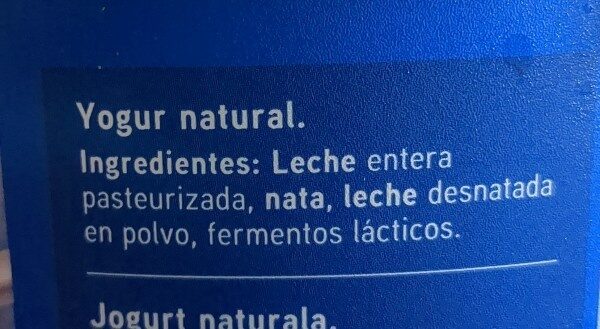 Yogur natural.
Ingredientes: Leche entera
pasteurizada, nata, leche desnatada
en polvo, fermentos lácticos.
Jogurt naturala.